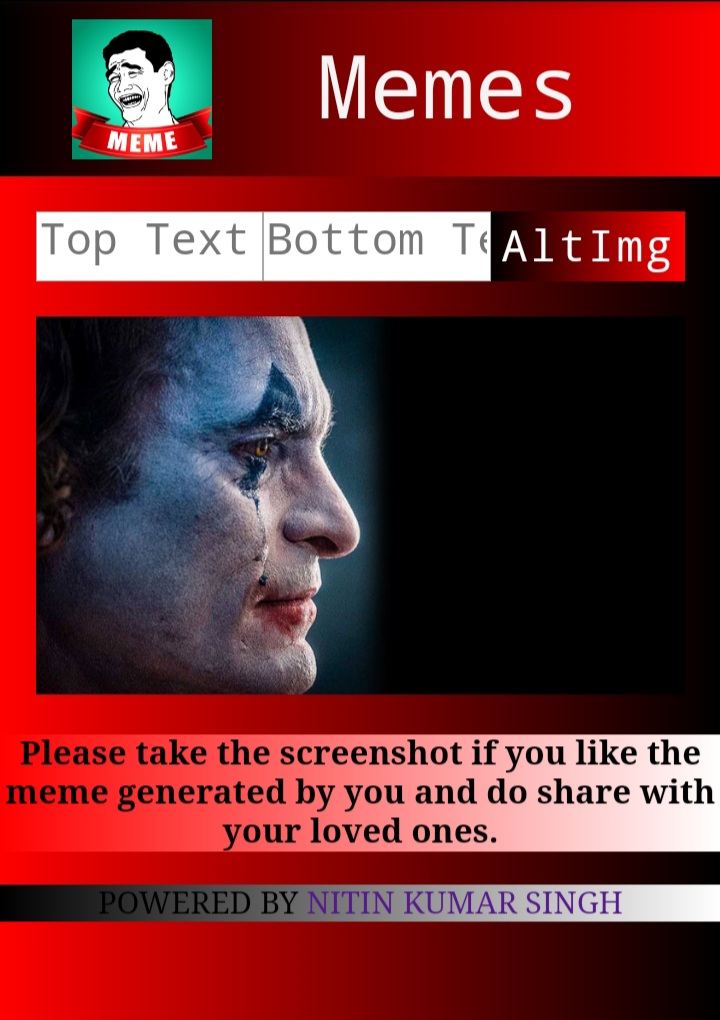 MEME
Memes
Top Text
Bottom Te
AltImg
Please take the screenshot if you like the
meme generated by you and do share with
your loved ones.
POWERED BY NITIN KUMAR SINGH